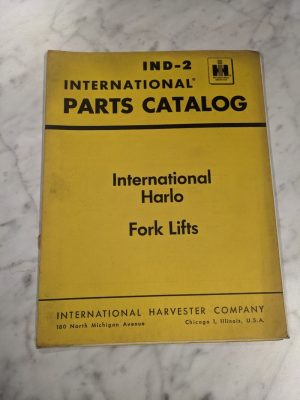 IND-2
INTERNATIONAL®
PARTS CATALOG
International
Harlo
Fork Lifts
INTERNATIONAL HARVESTER COMPANY
180 North Michigan Avenue Chicago 1, Illinois, U.S.A.